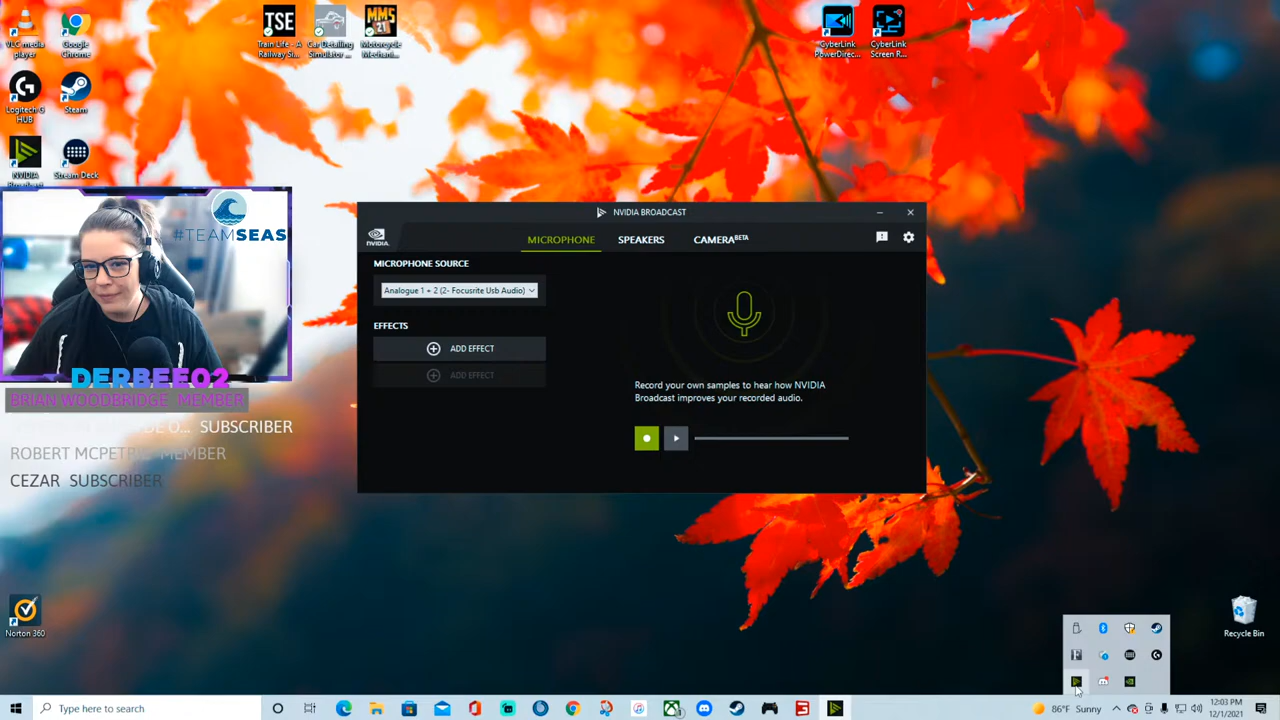 VLC media
player
Google
Chrome
TSE
Train Life - A
Railway Si...
Car Detailing
Simulator ...
MMS
21
Motorcycle
Mechani...
CyberLink
PowerDirec...
CyberLink
Screen R...
Logitech G
HUB
Steam
NVIDIA
Broadcast
Stream Deck
#TEAMSEAS
DERBEE02
BRIAN WOODBRIDGE MEMBER
DE O... SUBSCRIBER
ROBERT MCPETRIE MEMBER
CEZAR SUBSCRIBER
NVIDIA BROADCAST
NVIDIA.
MICROPHONE
SPEAKERS
CAMERA BETA
MICROPHONE SOURCE
Analogue 1 + 2 (2- Focusrite Usb Audio)
EFFECTS
ADD EFFECT
ADD EFFECT
Record your own samples to hear how NVIDIA
Broadcast improves your recorded audio.
Norton 360
Recycle Bin
Type here to search
86°F Sunny
12:03 PM
12/1/2021